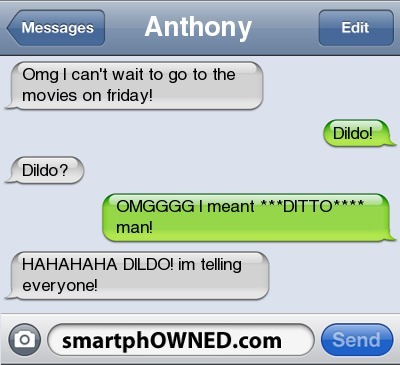 Messages
Anthony
Edit
Omg I can't wait to go to the
movies on friday!
Dildo!
Dildo?
OMGGGG I meant ***DITTO****
man!
HAHAHAHA DILDO! im telling
everyone!
smartphOWNED.com
Send